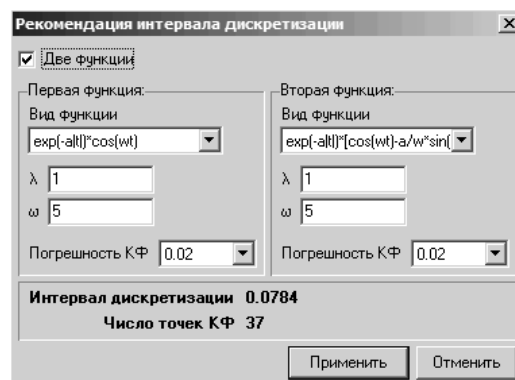 Рекомендация интервала дискретизации
Две функции
Первая функция:
Вид функции
exp(-a|t|)*cos(wt)
λ 1
ω 5
Погрешность КФ 0.02
Вторая функция:
Вид функции
exp(-a|t|)*[cos(wt)-a/w*sin(
λ 1
ω 5
Погрешность КФ 0.02
Интервал дискретизации 0.0784
Число точек КФ 37
Применить
Отменить